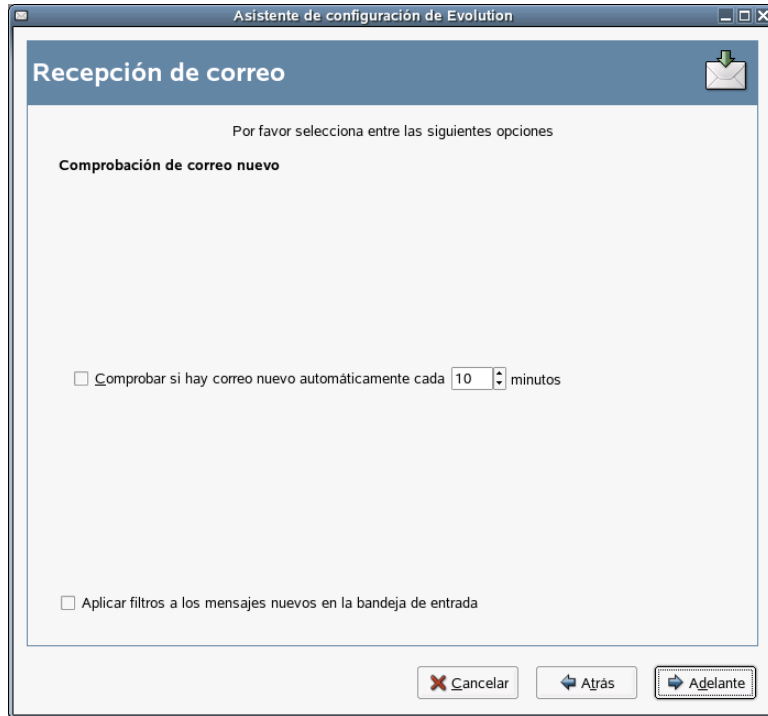 Asistente de configuración de Evolution
Recepción de correo
Por favor selecciona entre las siguientes opciones
Comprobación de correo nuevo
Comprobar si hay correo nuevo automáticamente cada 10 minutos
Aplicar filtros a los mensajes nuevos en la bandeja de entrada
Cancelar Atrás Adelante